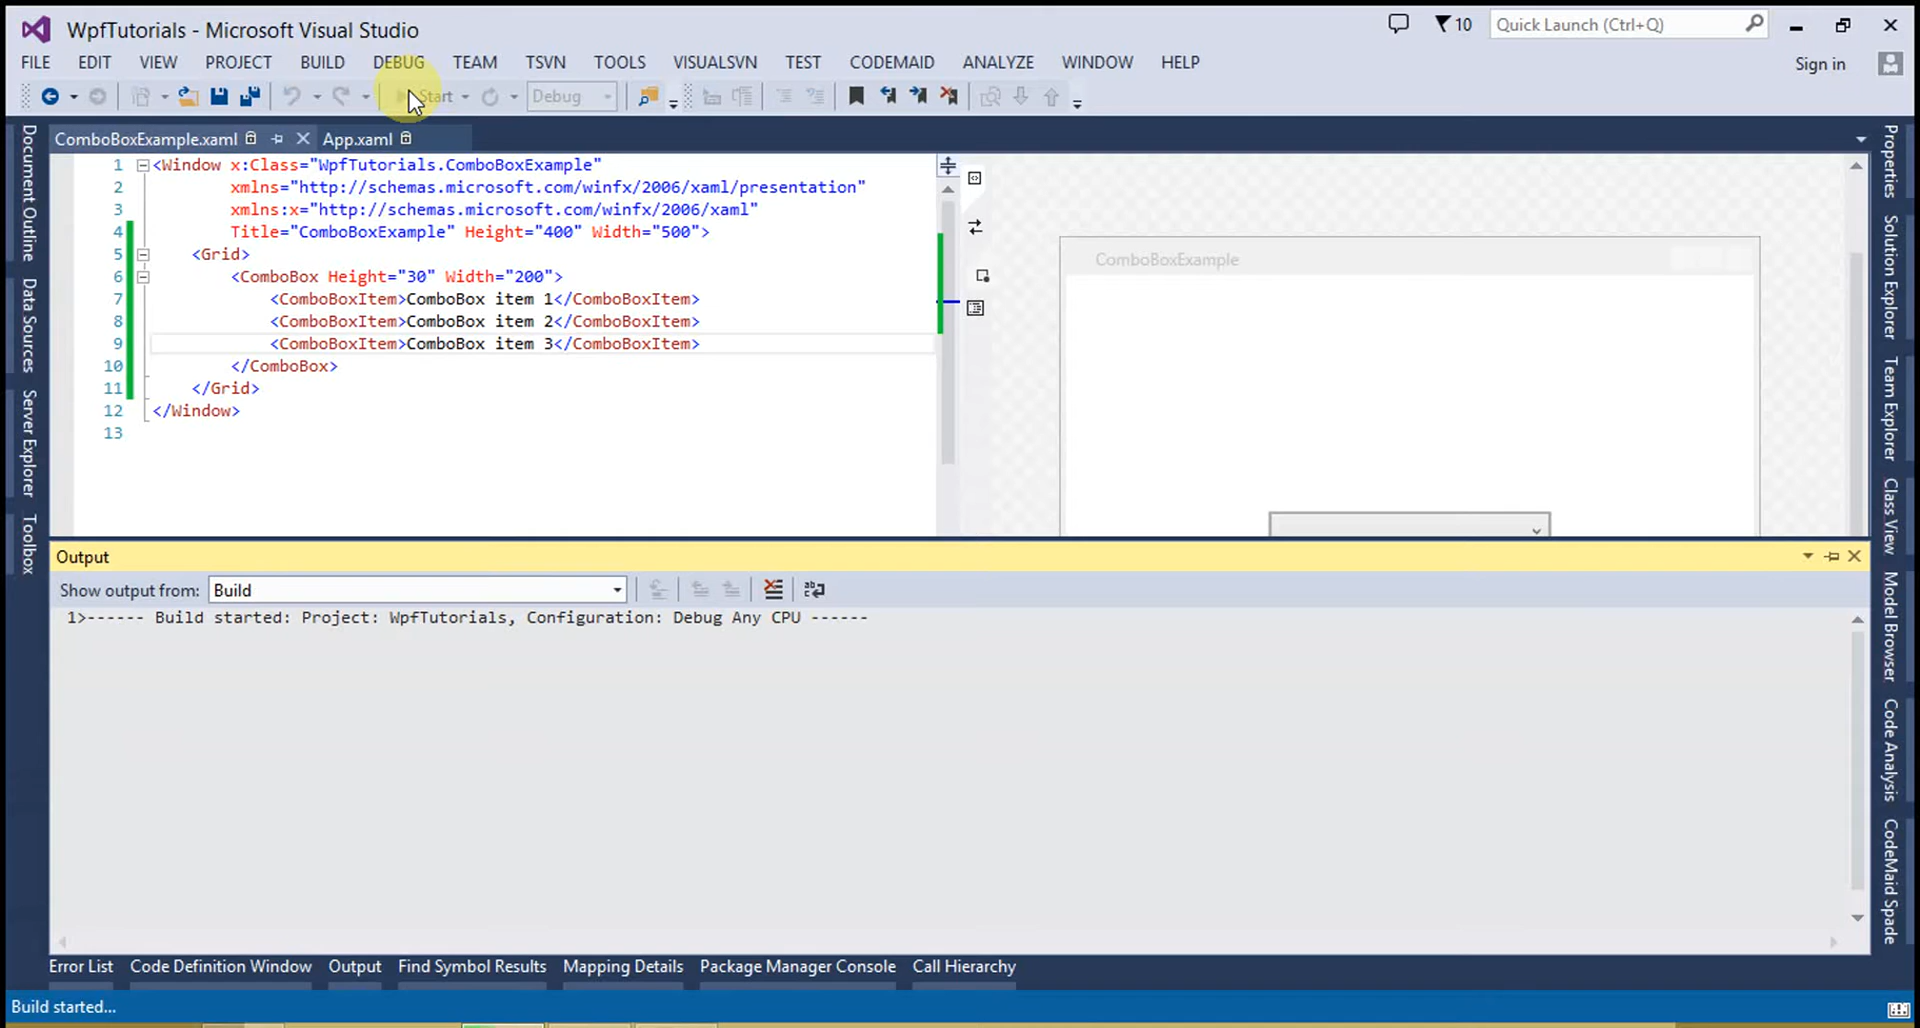 WpfTutorials - Microsoft Visual Studio
10
Quick Launch (Ctrl+Q)
FILE EDIT VIEW PROJECT BUILD DEBUG TEAM TSVN TOOLS VISUALSVN TEST CODEMAID ANALYZE WINDOW HELP
Sign in
Start
Debug
ComboBoxExample.xaml
App.xaml
1 <Window x:Class="WpfTutorials.ComboBoxExample"
2 xmlns="http://schemas.microsoft.com/winfx/2006/xaml/presentation"
3 xmlns:x="http://schemas.microsoft.com/winfx/2006/xaml"
4 Title="ComboBoxExample" Height="400" Width="500">
5 <Grid>
6 <ComboBox Height="30" Width="200">
7 <ComboBoxItem>ComboBox item 1</ComboBoxItem>
8 <ComboBoxItem>ComboBox item 2</ComboBoxItem>
9 <ComboBoxItem>ComboBox item 3</ComboBoxItem>
10 </ComboBox>
11 </Grid>
12 </Window>
13
ComboBoxExample
Document Outline
Data Sources
Server Explorer
Toolbox
Properties
Solution Explorer
Team Explorer
Class View
Model Browser
Code Analysis
CodeMaid Spade
Output
Show output from: Build
1>------ Build started: Project: WpfTutorials, Configuration: Debug Any CPU ------
Error List Code Definition Window Output Find Symbol Results Mapping Details Package Manager Console Call Hierarchy
Build started...